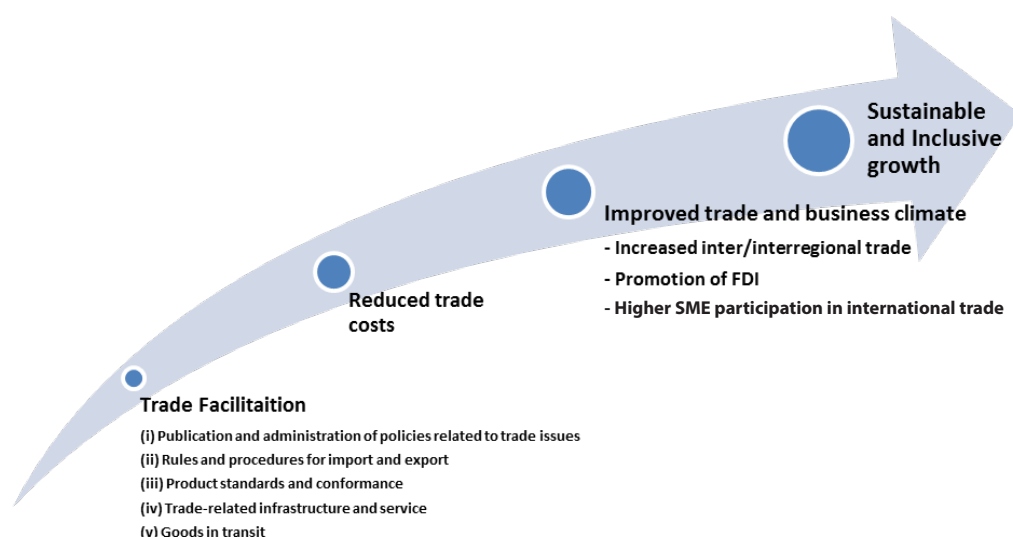 Sustainable
and Inclusive
growth
Improved trade and business climate
- Increased inter/interregional trade
- Promotion of FDI
- Higher SME participation in international trade
Reduced trade
costs
Trade Facilitaition
(i) Publication and administration of policies related to trade issues
(ii) Rules and procedures for import and export
(iii) Product standards and conformance
(iv) Trade-related infrastructure and service
(v) Goods in transit